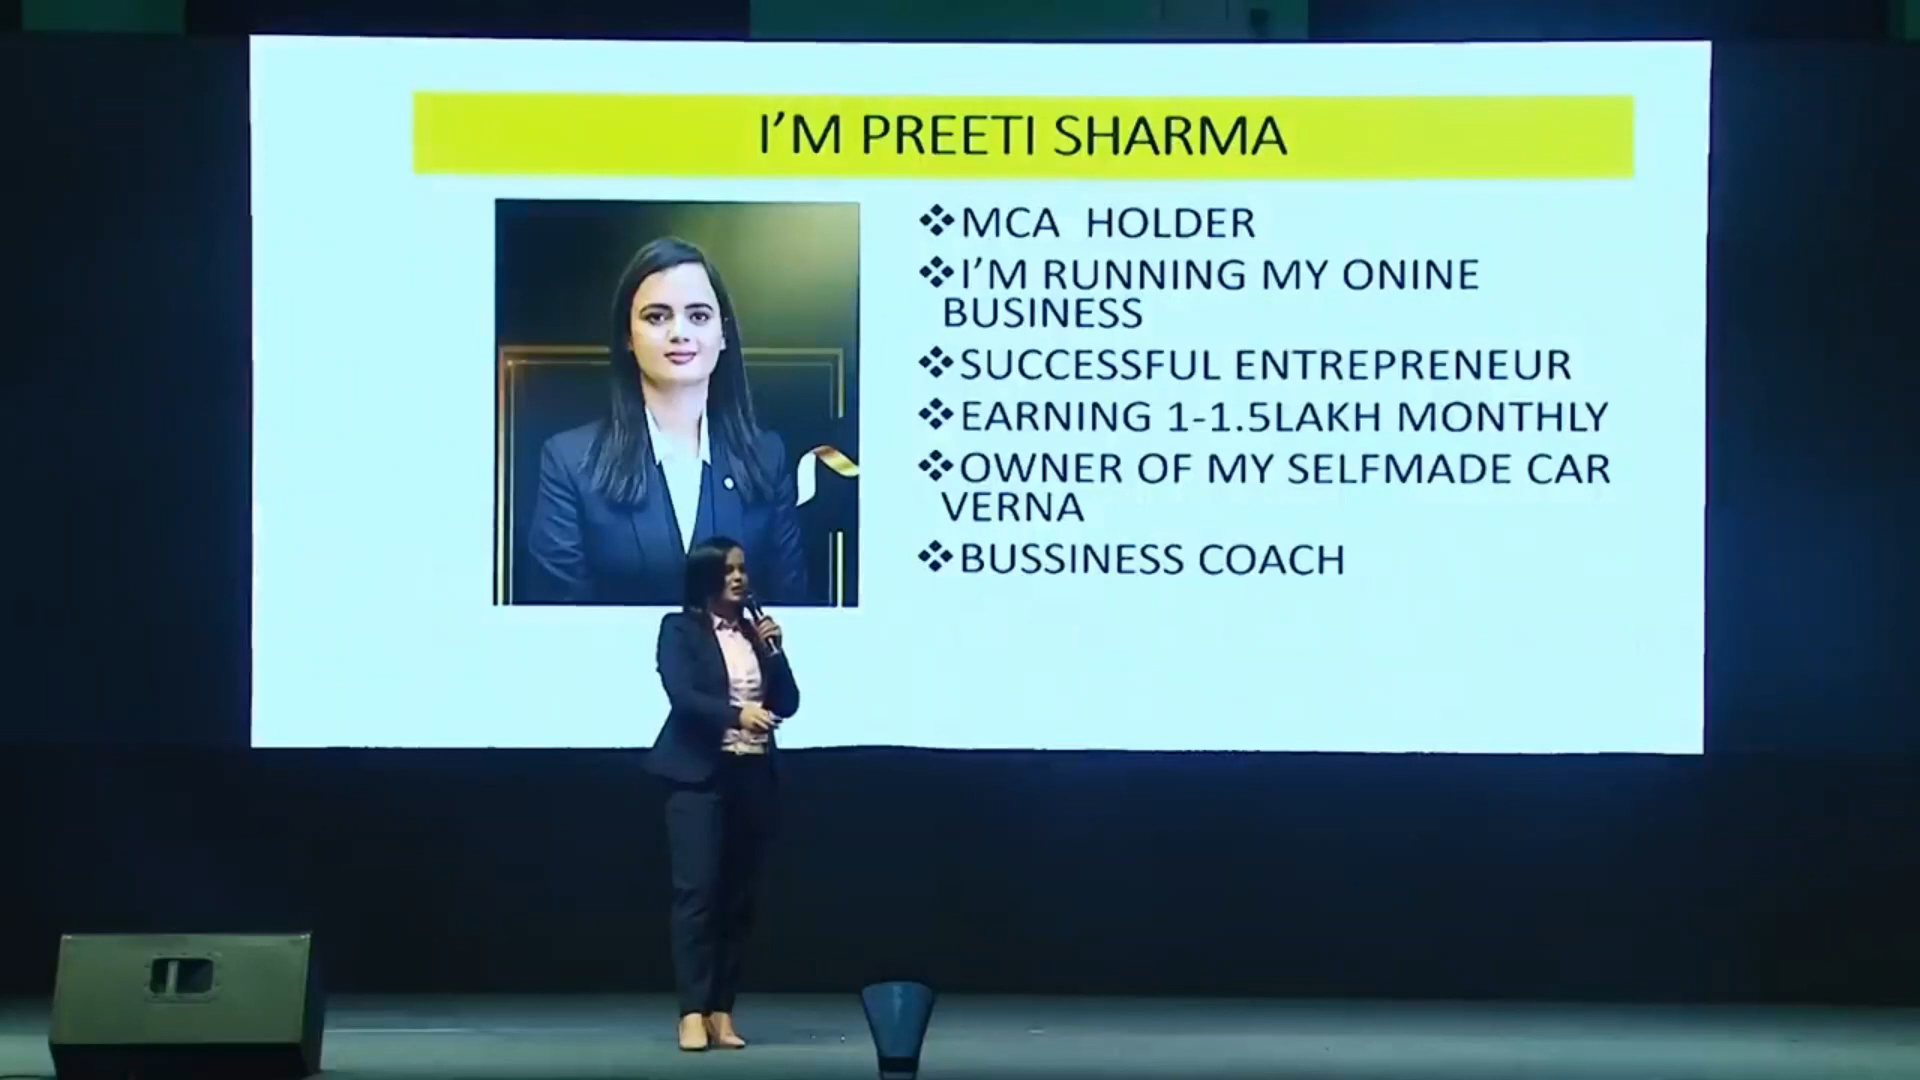 I'M PREETI SHARMA
❖MCA HOLDER
❖I'M RUNNING MY ONINE
BUSINESS
❖SUCCESSFUL ENTREPRENEUR
❖EARNING 1-1.5LAKH MONTHLY
❖OWNER OF MY SELFMADE CAR
VERNA
❖BUSSINESS COACH